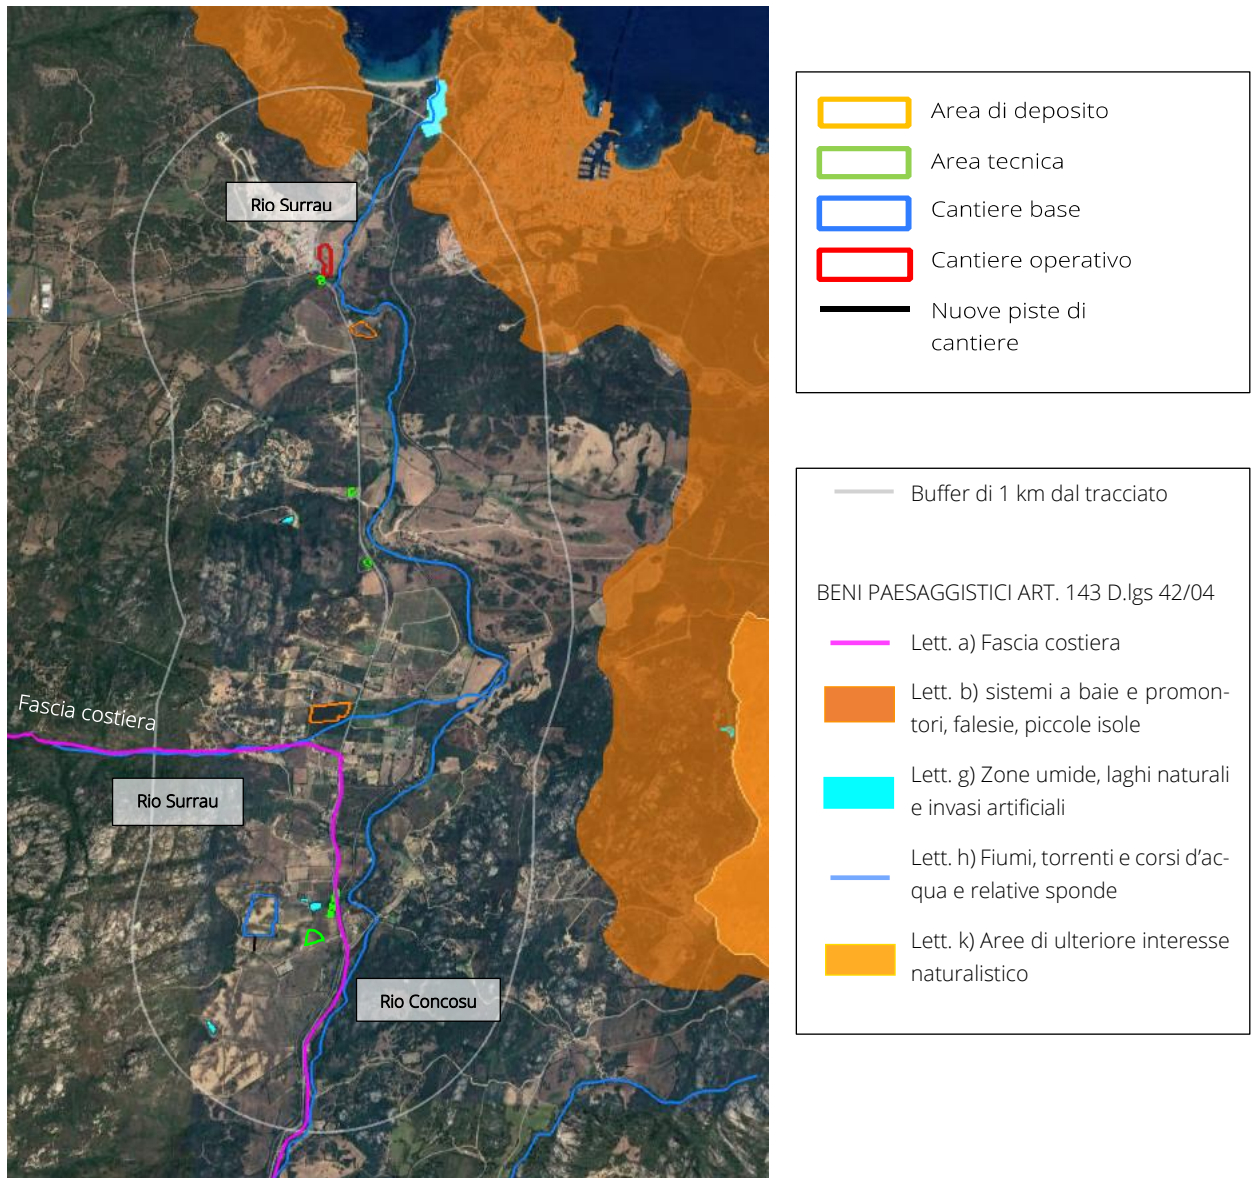 Rio Surrau
Fascia costiera
Rio Surrau
Rio Concosu
Area di deposito
Area tecnica
Cantiere base
Cantiere operativo
Nuove piste di
cantiere
Buffer di 1 km dal tracciato
BENI PAESAGGISTICI ART. 143 D.lgs 42/04
Lett. a) Fascia costiera
Lett. b) sistemi a baie e promon-
tori, falesie, piccole isole
Lett. g) Zone umide, laghi naturali
e invasi artificiali
Lett. h) Fiumi, torrenti e corsi d’ac-
qua e relative sponde
Lett. k) Aree di ulteriore interesse
naturalistico